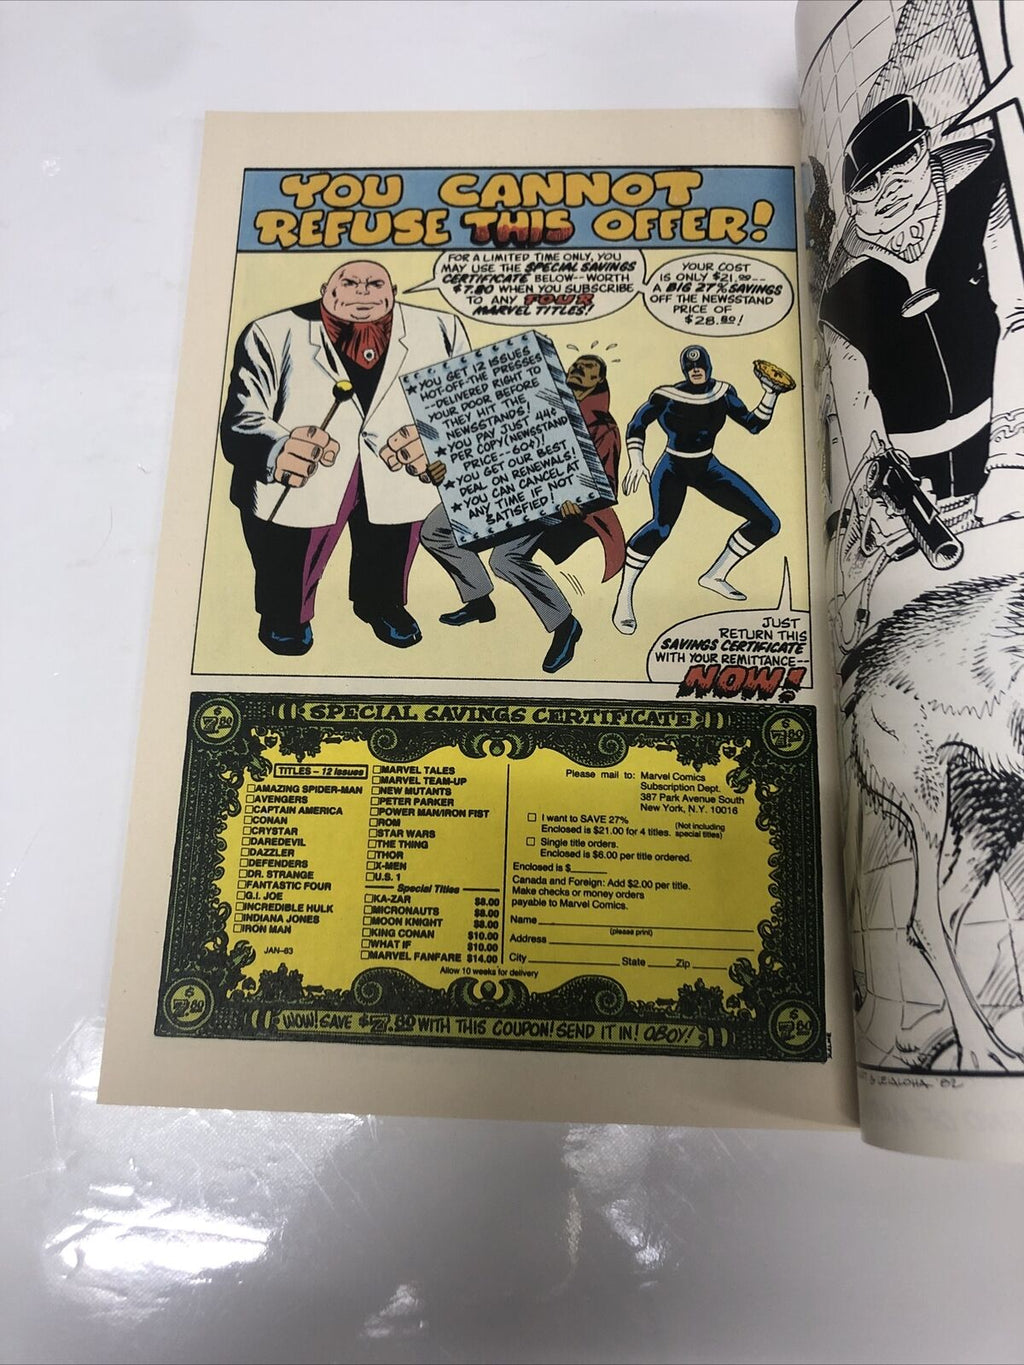 YOU CANNOT
REFUSE THIS OFFER!
FOR A LIMITED TIME ONLY, YOU
MAY USE THE SPECIAL SAVINGS
CERTIFICATE BELOW--WORTH
$7.80 WHEN YOU SUBSCRIBE
TO ANY FOUR
MARVEL TITLES!
YOUR COST
IS ONLY $21.00--
A BIG 27% SAVINGS
OFF THE NEWSSTAND
PRICE OF
$28.80!
★YOU GET 12 ISSUES
HOT-OFF-THE PRESSES
--DELIVERED RIGHT TO
YOUR DOOR BEFORE
THEY HIT THE
NEWSSTANDS!
★YOU PAY JUST 44¢
PER COPY (NEWSSTAND
PRICE--60¢)!
★YOU GET OUR BEST
DEAL ON RENEWALS!
★YOU CAN CANCEL AT
ANY TIME IF NOT
SATISFIED!
JUST
RETURN THIS
SAVINGS CERTIFICATE
WITH YOUR REMITTANCE--
NOW!
SPECIAL SAVINGS CERTIFICATE
$7.80
$7.80
TITLES – 12 Issues
☐AMAZING SPIDER-MAN
☐AVENGERS
☐CAPTAIN AMERICA
☐CONAN
☐CRYSTAR
☐DAREDEVIL
☐DAZZLER
☐DEFENDERS
☐DR. STRANGE
☐FANTASTIC FOUR
☐G.I. JOE
☐INCREDIBLE HULK
☐INDIANA JONES
☐IRON MAN
JAN–83
☐MARVEL TALES
☐MARVEL TEAM-UP
☐NEW MUTANTS
☐PETER PARKER
☐POWER MAN/IRON FIST
☐ROM
☐STAR WARS
☐THE THING
☐THOR
☐X-MEN
☐U.S. 1
Special Titles
☐KA-ZAR $8.00
☐MICRONAUTS $8.00
☐MOON KNIGHT $8.00
☐KING CONAN $10.00
☐WHAT IF $10.00
☐MARVEL FANFARE $14.00
Allow 10 weeks for delivery
Please mail to: Marvel Comics
Subscription Dept.
387 Park Avenue South
New York, N.Y. 10016
☐ I want to SAVE 27%
Enclosed is $21.00 for 4 titles. (Not including special titles)
☐ Single title orders.
Enclosed is $6.00 per title ordered.
Enclosed is $
Canada and Foreign: Add $2.00 per title.
Make checks or money orders
payable to Marvel Comics.
Name
(please print)
Address
City State Zip
$7.80
$7.80
WOW! SAVE $7.80 WITH THIS COUPON! SEND IT IN! OBOY!
LEIALOHA '82